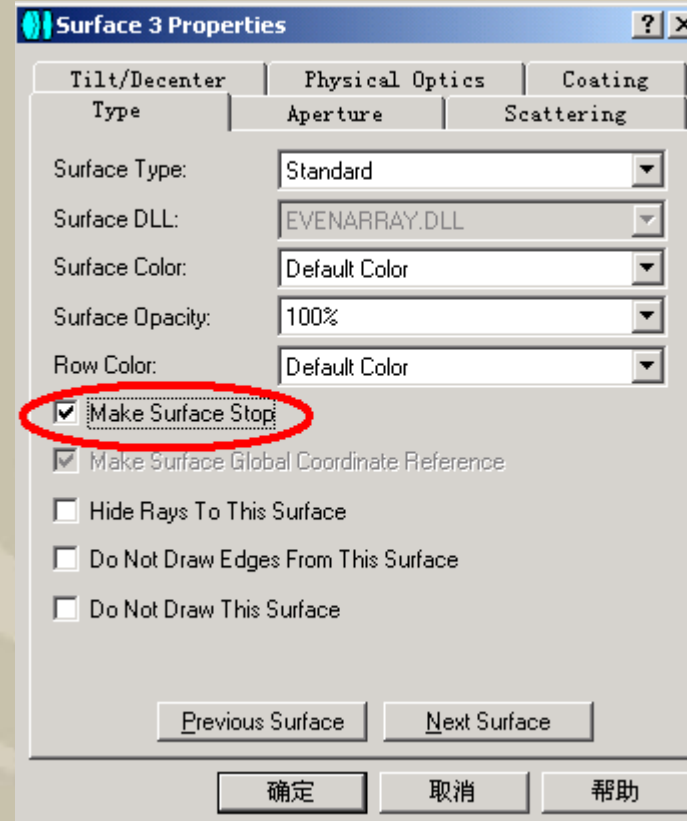 Surface 3 Properties
Tilt/Decenter Physical Optics Coating
Type Aperture Scattering
Surface Type: Standard
Surface DLL: EVENARRAY.DLL
Surface Color: Default Color
Surface Opacity: 100%
Row Color: Default Color
Make Surface Stop
Make Surface Global Coordinate Reference
Hide Rays To This Surface
Do Not Draw Edges From This Surface
Do Not Draw This Surface
Previous Surface Next Surface
确定 取消 帮助